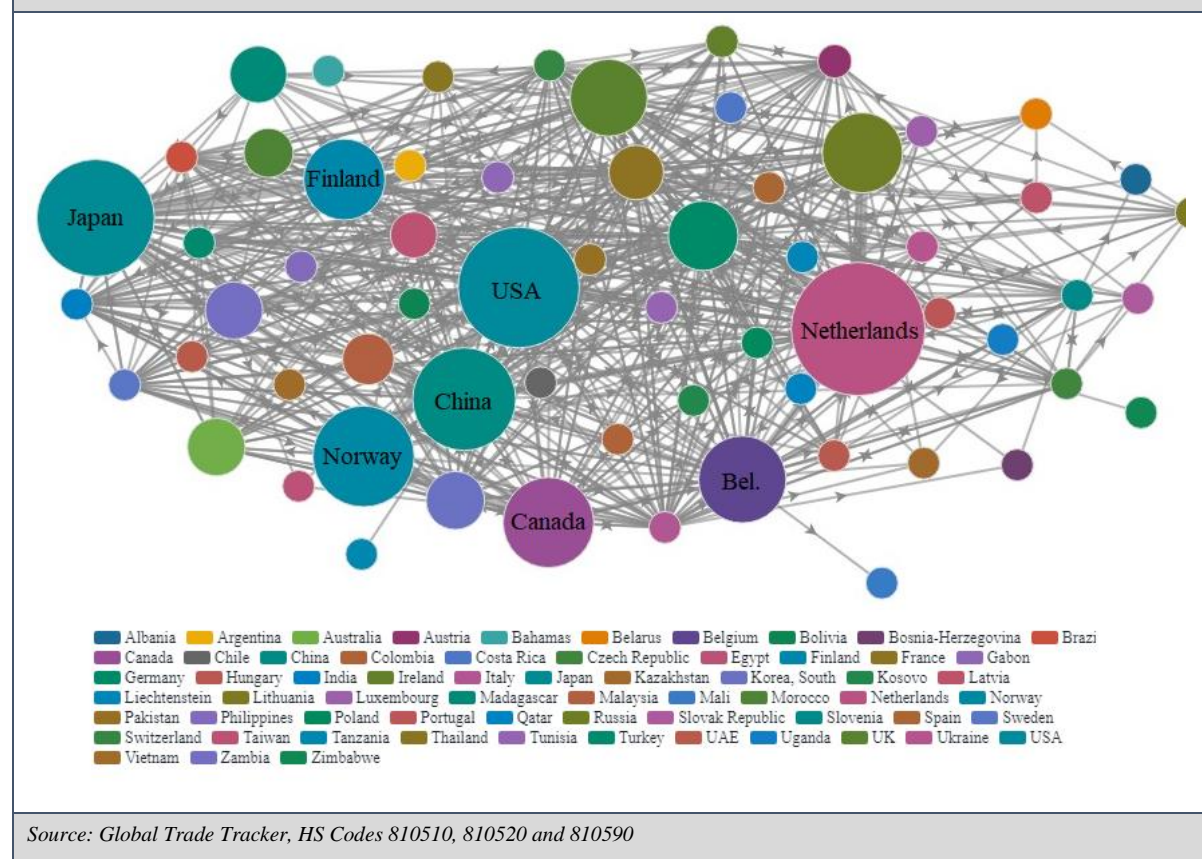 Japan
Finland
USA
Netherlands
China
Norway
Bel.
Canada
Albania Argentina Australia Austria Bahamas Belarus Belgium Bolivia Bosnia-Herzegovina Brazi
Canada Chile China Colombia Costa Rica Czech Republic Egypt Finland France Gabon
Germany Hungary India Ireland Italy Japan Kazakhstan Korea, South Kosovo Latvia
Liechtenstein Lithuania Luxembourg Madagascar Malaysia Mali Morocco Netherlands Norway
Pakistan Philippines Poland Portugal Qatar Russia Slovak Republic Slovenia Spain Sweden
Switzerland Taiwan Tanzania Thailand Tunisia Turkey UAE Uganda UK Ukraine USA
Vietnam Zambia Zimbabwe
Source: Global Trade Tracker, HS Codes 810510, 810520 and 810590